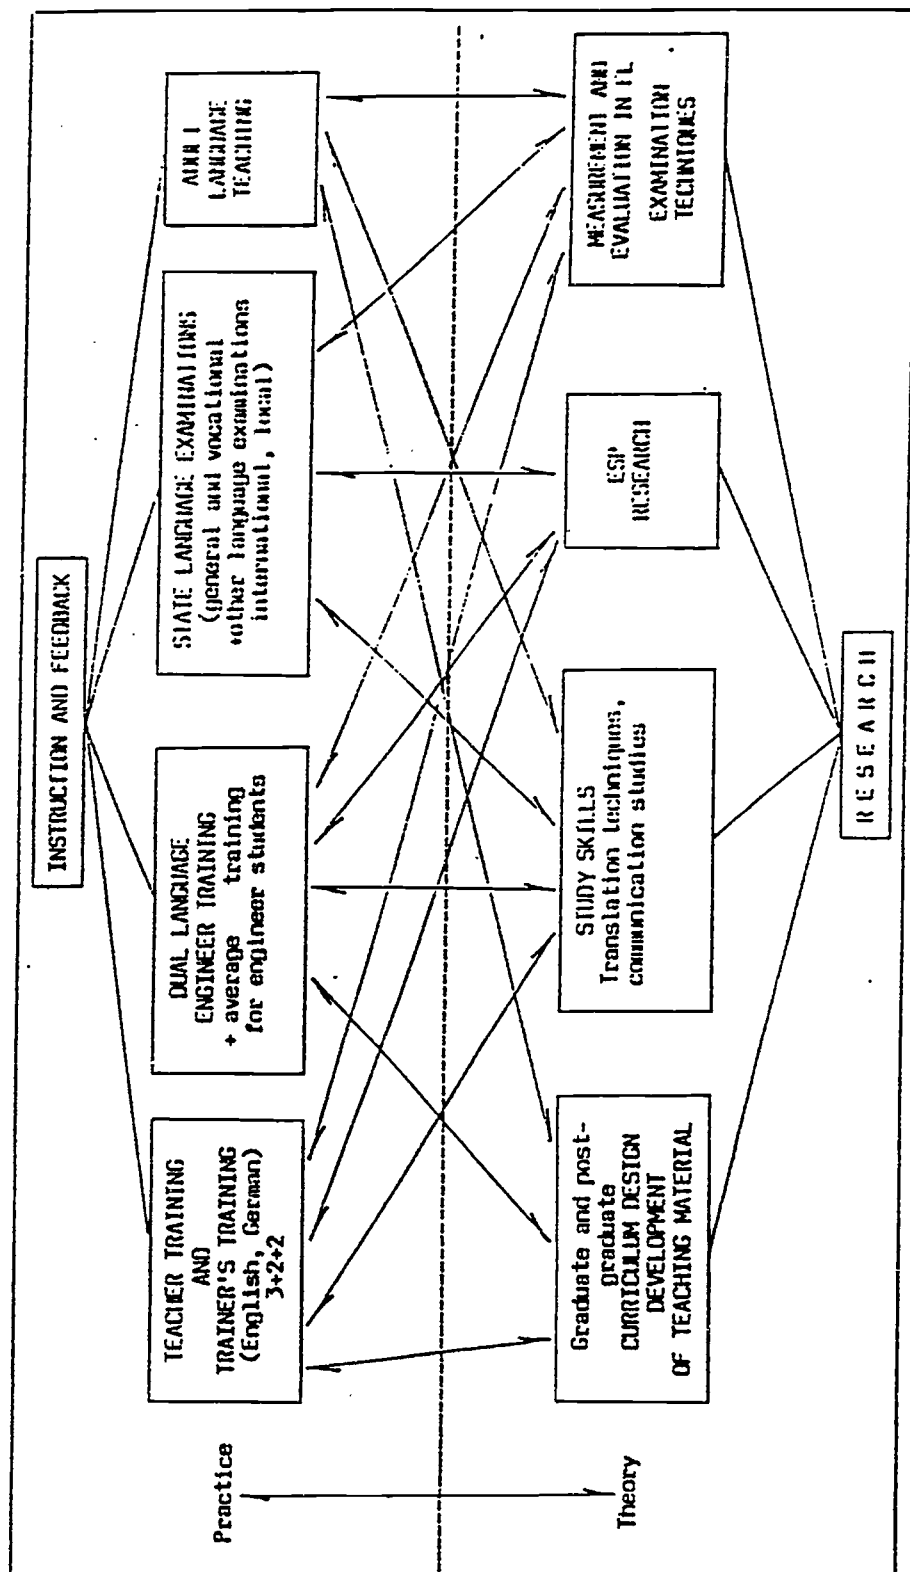 INSTRUCTION AND FEEDBACK
TEACHER TRAINING
AND
TRAINER'S TRAINING
(English, German)
3+2+2
DUAL LANGUAGE
ENGINEER TRAINING
+ average training
for engineer students
STATE LANGUAGE EXAMINATIONS
(general and vocational
+other language examinations
international, local)
ADULT
LANGUAGE
TEACHING
Practice
Theory
Graduate and post-
graduate
CURRICULUM DESIGN
DEVELOPMENT
OF TEACHING MATERIAL
STUDY SKILLS
Translation techniques,
communication studies
ESP
RESEARCH
MEASUREMENT AND
EVALUATION IN FL
EXAMINATION
TECHNIQUES
RESEARCH